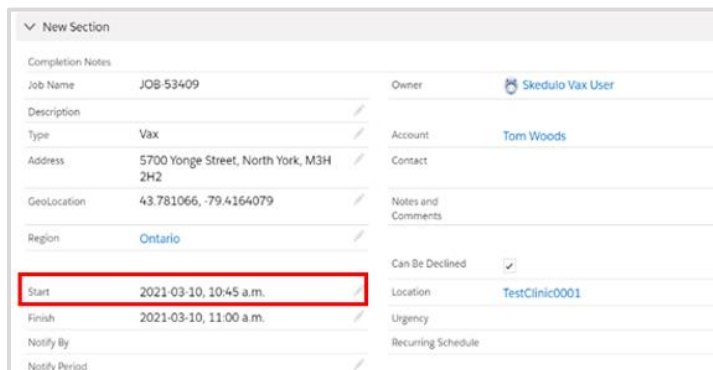 New Section
Completion Notes
Job Name JOB-53409 Owner Skedulo Vax User
Description
Type Vax Account Tom Woods
Address 5700 Yonge Street, North York, M3H Contact
2H2
GeoLocation 43.781066, -79.4164079 Notes and
Comments
Region Ontario
Can Be Declined
Start 2021-03-10, 10:45 a.m. Location TestClinic0001
Finish 2021-03-10, 11:00 a.m. Urgency
Notify By Recurring Schedule
Notify Period